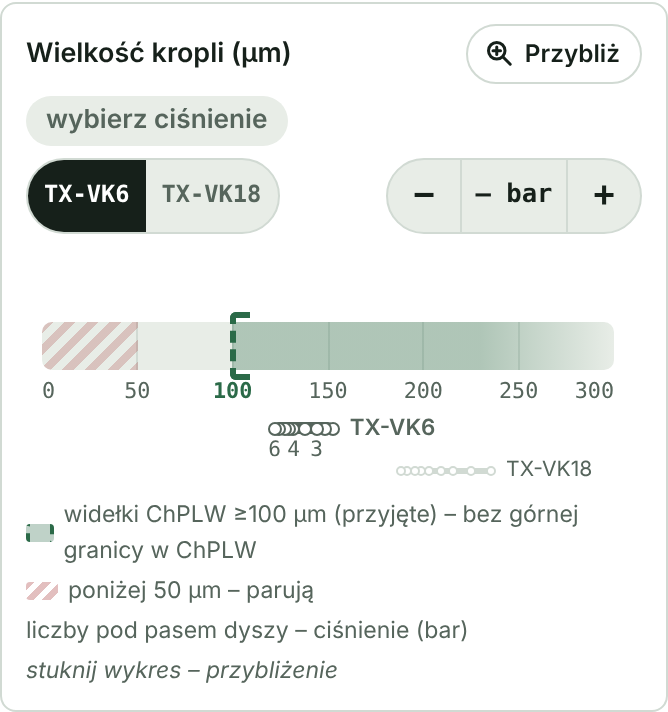 Wielkość kropli (µm)
Przybliż
wybierz ciśnienie
TX-VK6 TX-VK18
− – bar +
0 50 100 150 200 250 300
TX-VK6
6 4 3
TX-VK18
widełki ChPLW ≥100 µm (przyjęte) – bez górnej
granicy w ChPLW
poniżej 50 µm – parują
liczby pod pasem dyszy – ciśnienie (bar)
stuknij wykres – przybliżenie